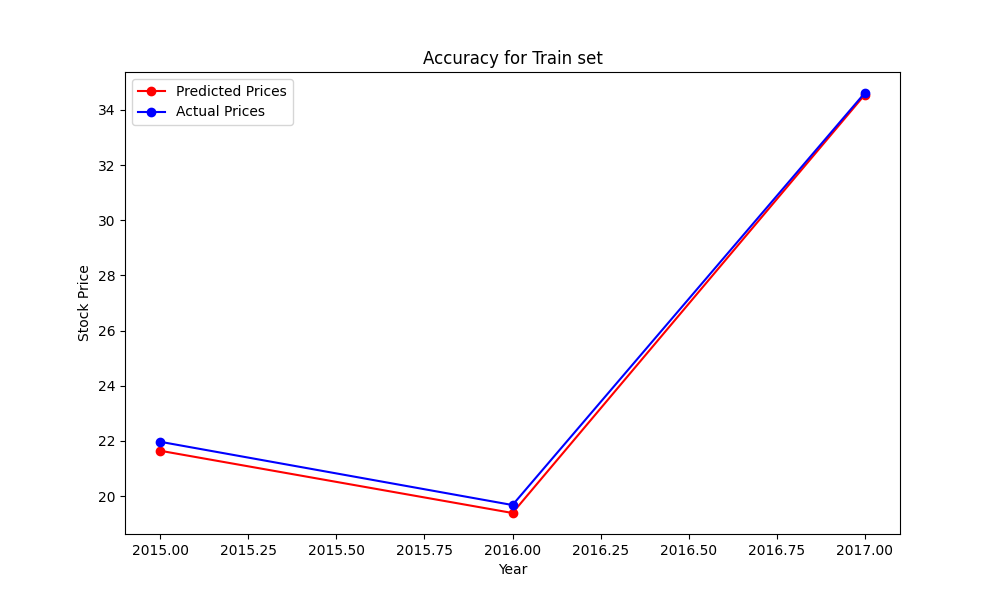 Accuracy for Train set
Predicted Prices
Actual Prices
34
32
30
28
26
24
22
20
Stock Price
2015.00 2015.25 2015.50 2015.75 2016.00 2016.25 2016.50 2016.75 2017.00
Year